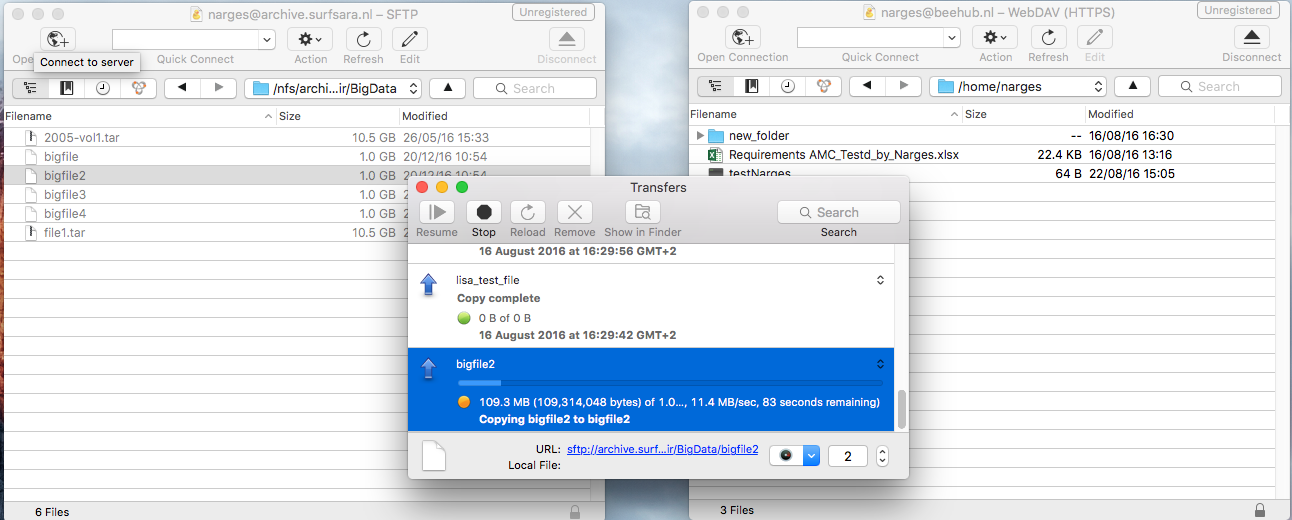 narges@archive.surfsara.nl – SFTP
Unregistered
Connect to server
Quick Connect
Action
Refresh
Edit
Disconnect
/nfs/archi...ir/BigData
Search
Filename
Size
Modified
2005-vol1.tar 10.5 GB 26/05/16 15:33
bigfile 1.0 GB 20/12/16 10:54
bigfile2 1.0 GB 20/12/16 10:54
bigfile3 1.0 GB
bigfile4 1.0 GB
file1.tar 10.5 GB
6 Files
narges@beehub.nl – WebDAV (HTTPS)
Unregistered
Open Connection
Quick Connect
Action
Refresh
Edit
Disconnect
/home/narges
Search
Filename
Size
Modified
new_folder -- 16/08/16 16:30
Requirements AMC_Testd_by_Narges.xlsx 22.4 KB 16/08/16 13:16
testNarges 64 B 22/08/16 15:05
3 Files
Transfers
Resume
Stop
Reload
Remove
Show in Finder
Search
Search
16 August 2016 at 16:29:56 GMT+2
lisa_test_file
Copy complete
0 B of 0 B
16 August 2016 at 16:29:42 GMT+2
bigfile2
109.3 MB (109,314,048 bytes) of 1.0..., 11.4 MB/sec, 83 seconds remaining)
Copying bigfile2 to bigfile2
URL: sftp://archive.surf...ir/BigData/bigfile2
Local File:
2